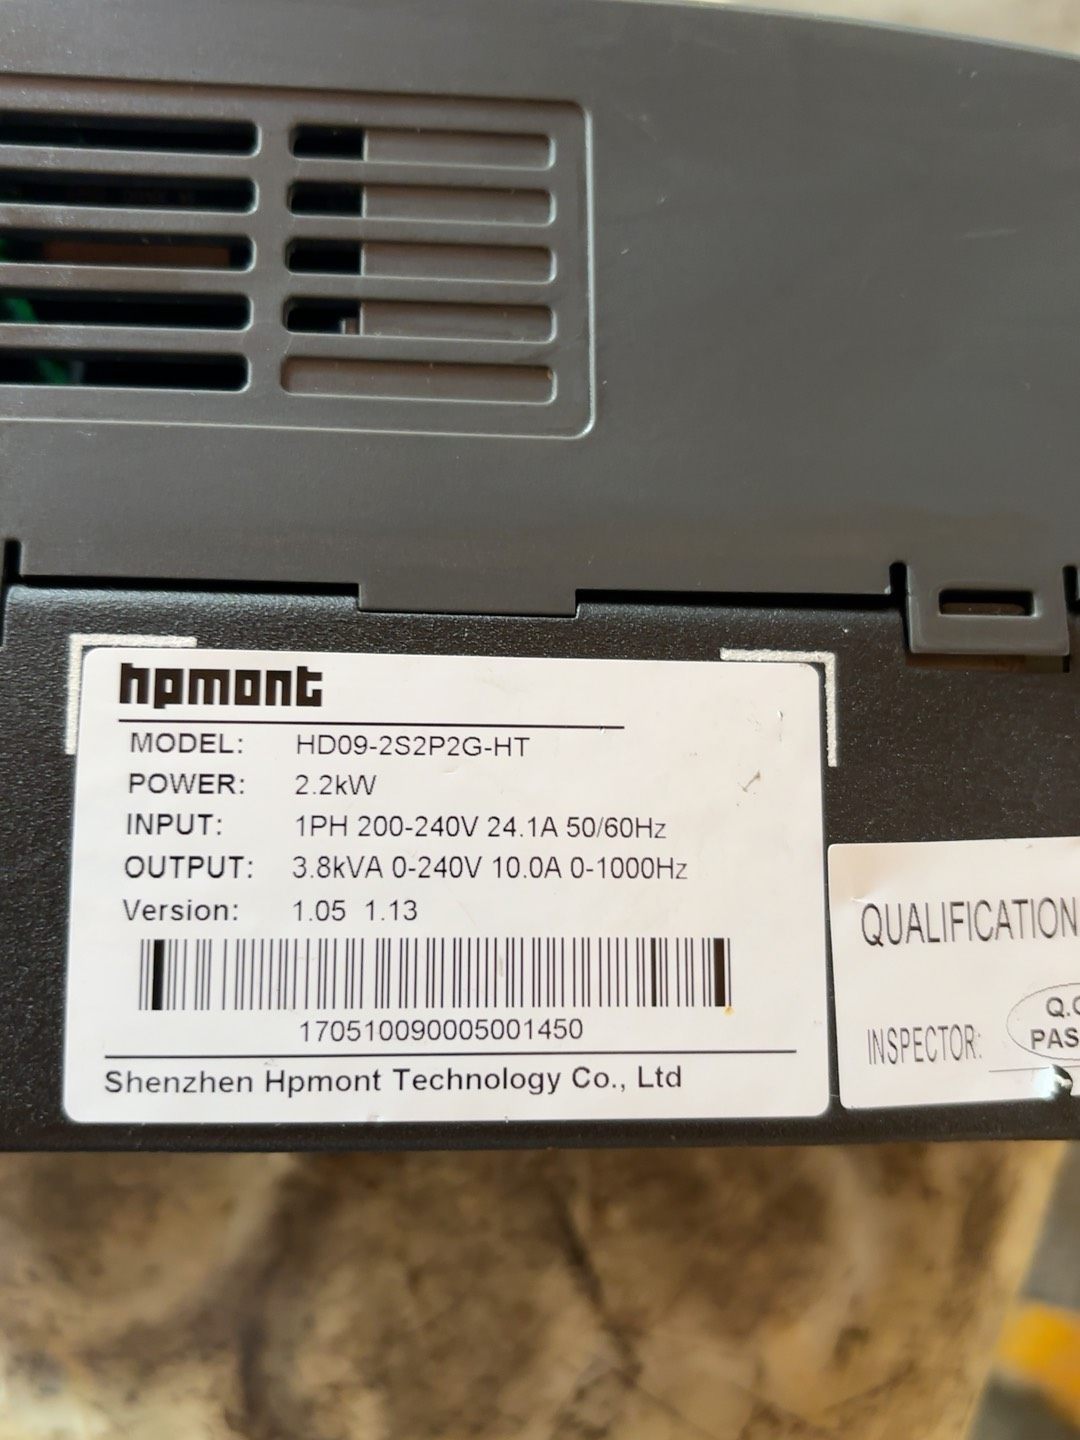 hpmont
MODEL: HD09-2S2P2G-HT
POWER: 2.2kW
INPUT: 1PH 200-240V 24.1A 50/60Hz
OUTPUT: 3.8kVA 0-240V 10.0A 0-1000Hz
Version: 1.05 1.13
170510090005001450
Shenzhen Hpmont Technology Co., Ltd
QUALIFICATION
INSPECTOR: